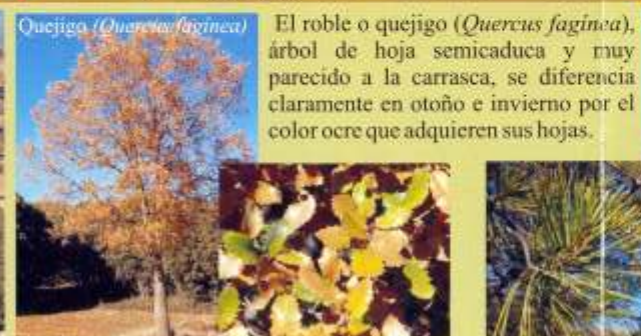 Quejigo (Quercus faginea)
El roble o quejigo (Quercus faginea),
árbol de hoja semicaduca y muy
parecido a la carrasca, se diferencia
claramente en otoño e invierno por el
color ocre que adquieren sus hojas.